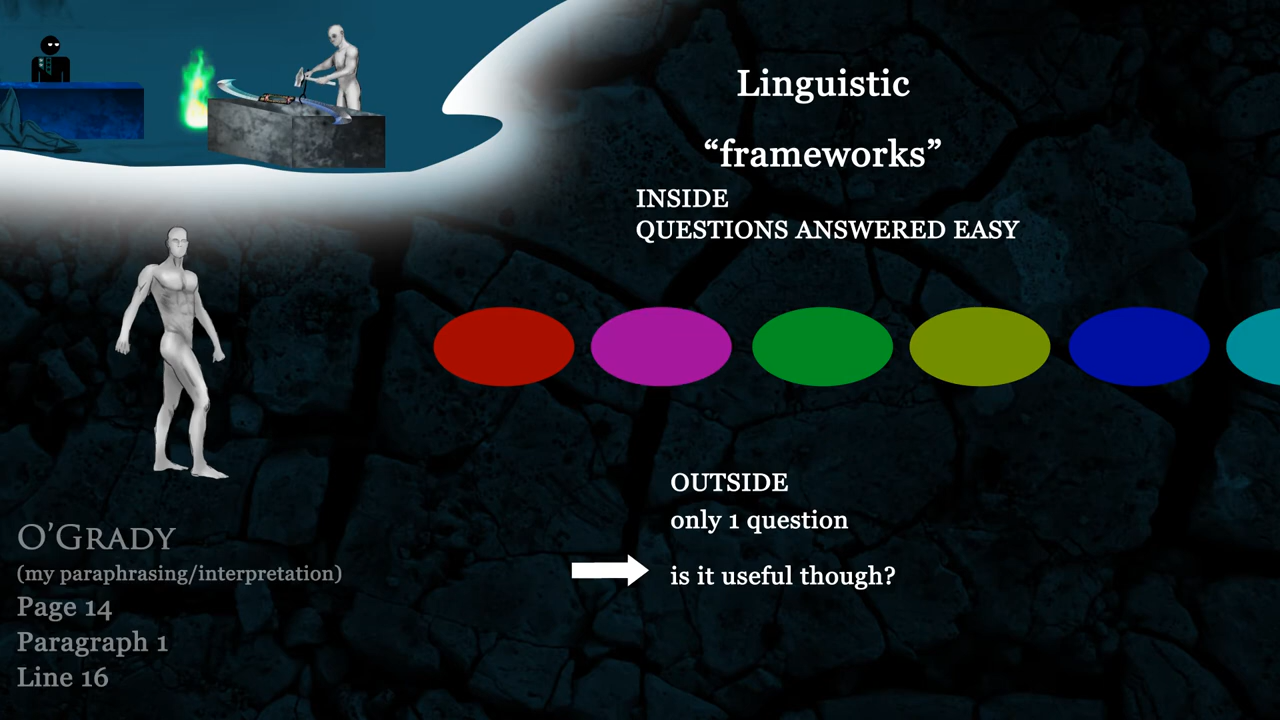 Linguistic
“frameworks”
INSIDE
QUESTIONS ANSWERED EASY
OUTSIDE
only 1 question
is it useful though?
O’GRADY
(my paraphrasing/interpretation)
Page 14
Paragraph 1
Line 16